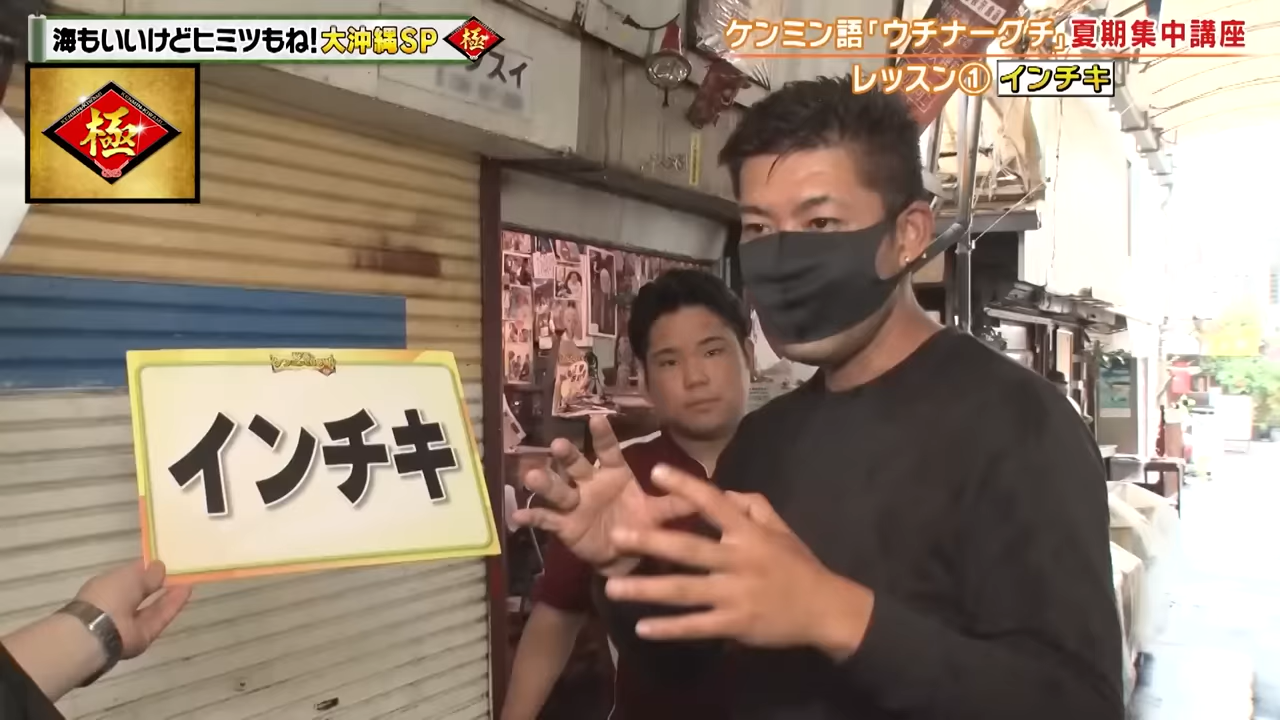 海もいいけどヒミツもね!大沖縄SP 極
極
ケンミン語「ウチナーグチ」夏期集中講座
レッスン① インチキ
インチキ